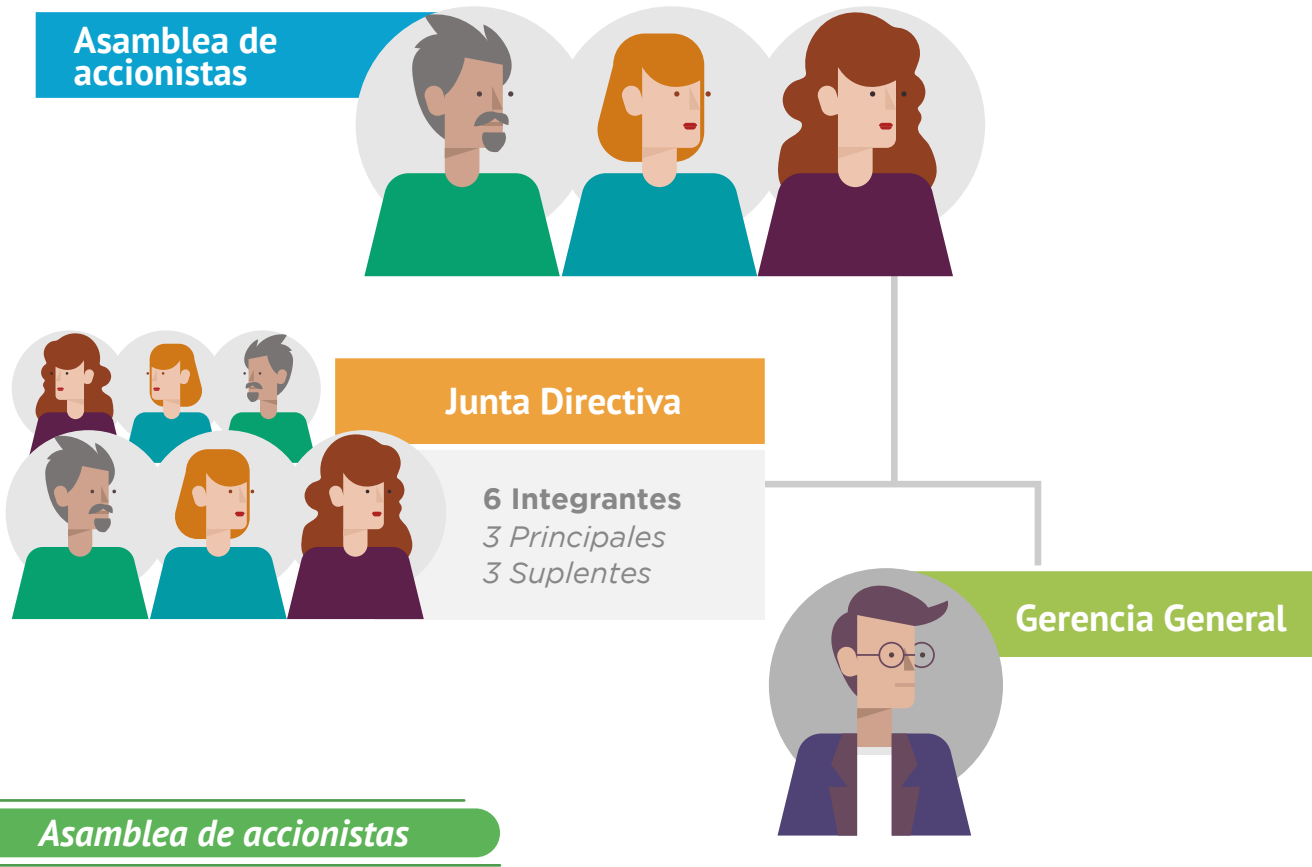 Asamblea de
accionistas
Junta Directiva
6 Integrantes
3 Principales
3 Suplentes
Gerencia General
Asamblea de accionistas